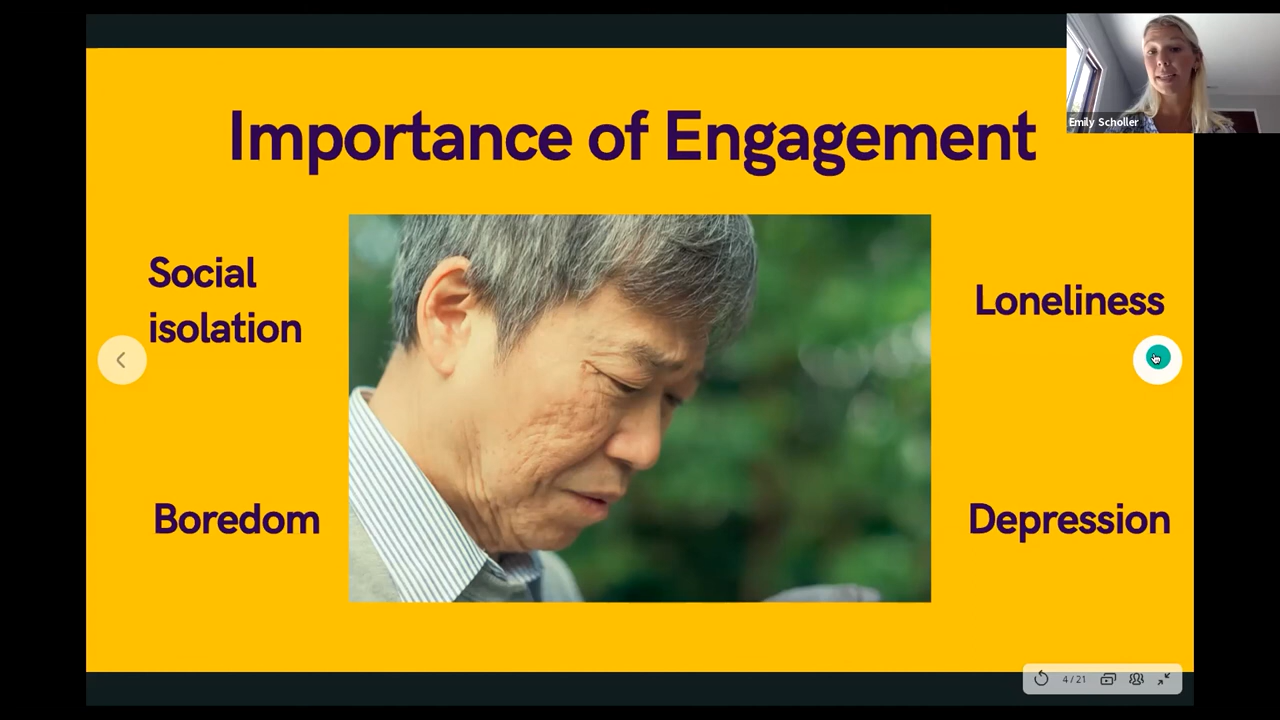 Importance of Engagement
Emily Scholler
Social
isolation
Loneliness
Boredom
Depression
4 / 21